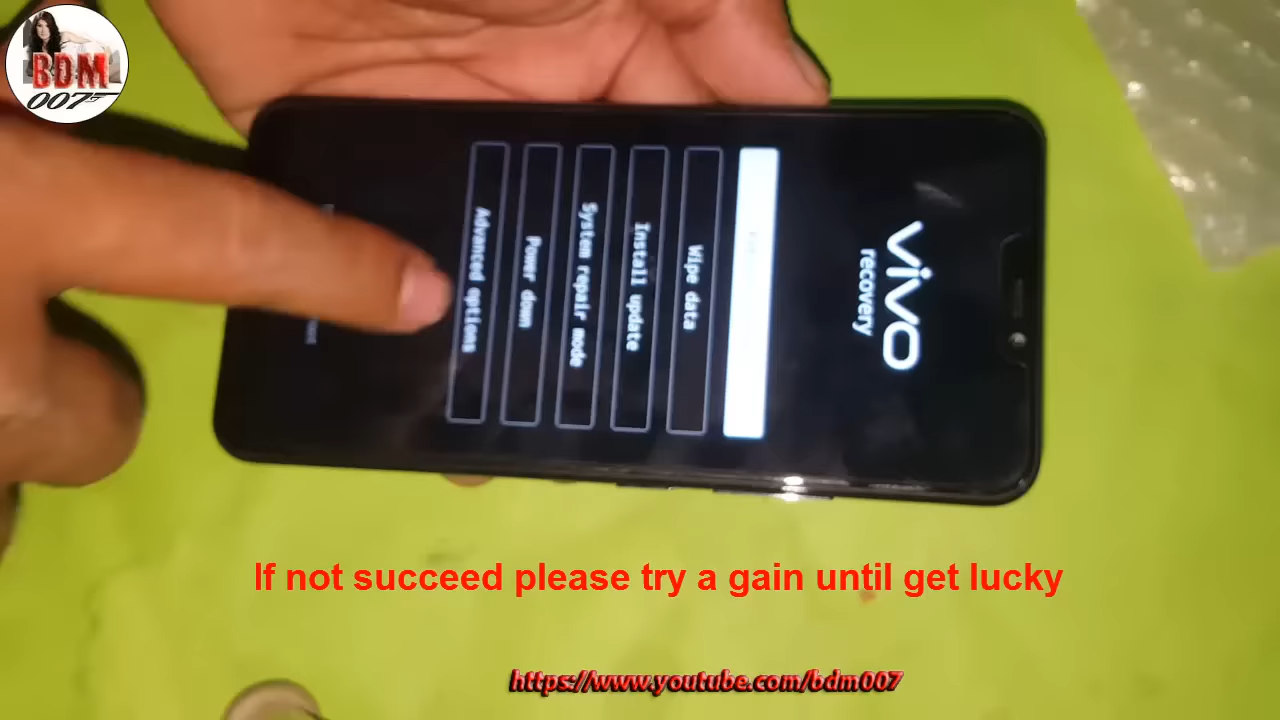 BDM
007
vivo
recovery
Wipe data
Install update
System repair mode
Power down
Advanced options
If not succeed please try a gain until get lucky
https://www.youtube.com/bdm007